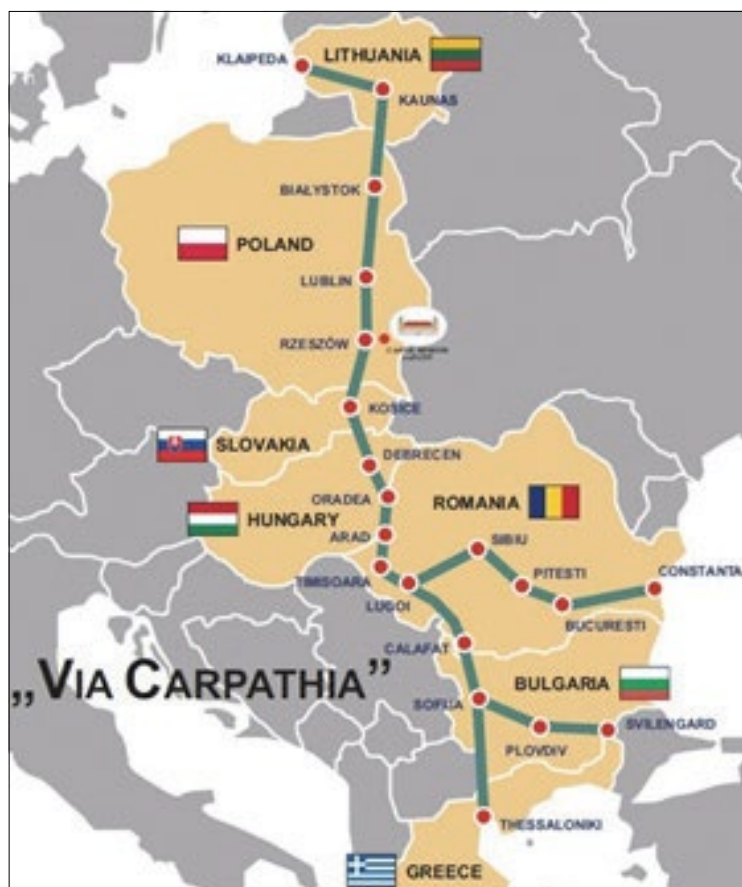 KLAIPEDA
LITHUANIA
KAUNAS
BIAŁYSTOK
POLAND
LUBLIN
RZESZÓW
KOSICE
SLOVAKIA
DEBRECEN
ORADEA
ROMANIA
HUNGARY
ARAD
SIBIU
TIMISOARA
PITESTI
CONSTANTA
LUGOI
BUCURESTI
CALAFAT
„VIA CARPATHIA”
BULGARIA
SOFIJA
SVILENGARD
PLOVDIV
THESSALONIKI
GREECE